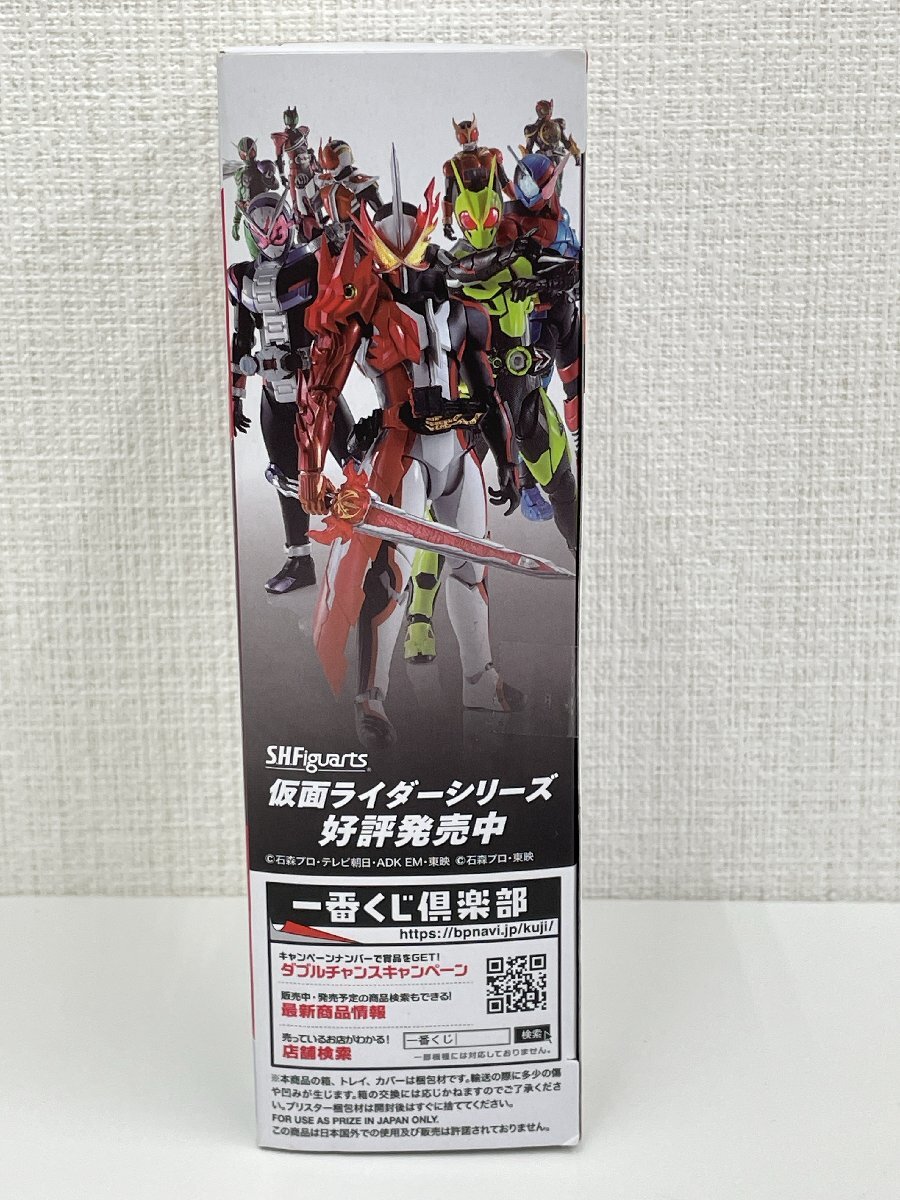 S.H.Figuarts
仮面ライダーシリーズ
好評発売中
©石森プロ・テレビ朝日・ADK EM・東映 ©石森プロ・東映
一番くじ倶楽部
https://bpnavi.jp/kuji/
キャンペーンナンバーで賞品をGET!
ダブルチャンスキャンペーン
販売中・発売予定の商品検索もできる!
最新商品情報
売っているお店がわかる!
店舗検索
一番くじ 検索
一部機種には対応しておりません。
※本商品の箱、トレイ、カバーは梱包材です。輸送の際に多少の傷
や凹みが生じます。箱の交換には応じかねますのでご了承くださ
い。ブリスター梱包材は開封後はすぐに捨ててください。
FOR USE AS PRIZE IN JAPAN ONLY.
この商品は日本国外での使用及び販売は許諾されておりません。